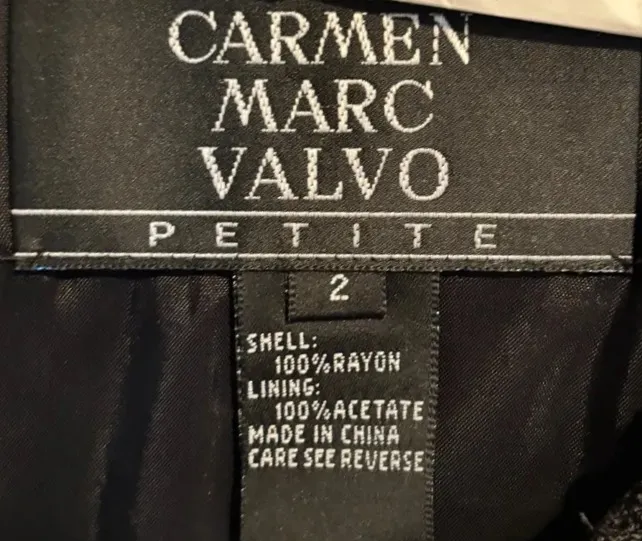 CARMEN
MARC
VALVO
PETITE
2
SHELL:
100%RAYON
LINING:
100%ACETATE
MADE IN CHINA
CARE SEE REVERSE